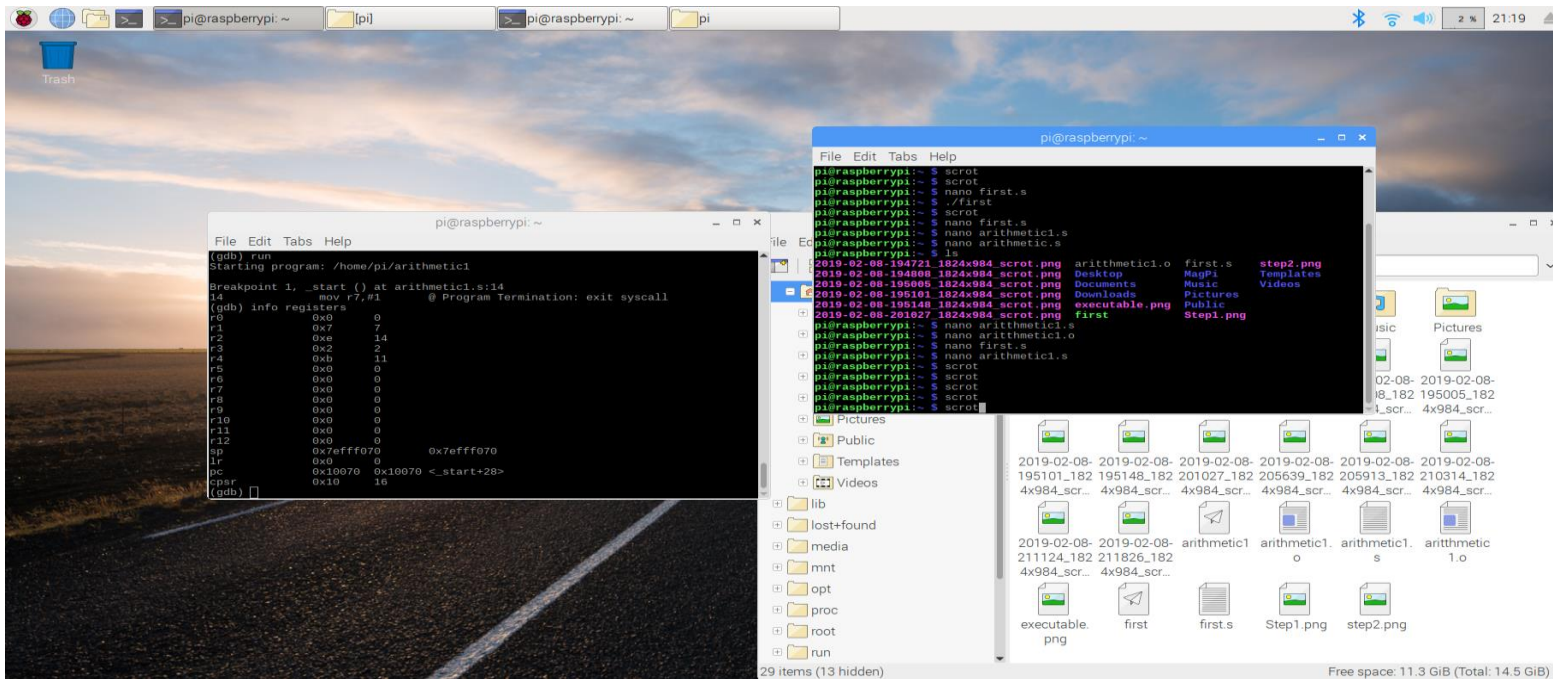 pi@raspberrypi: ~
[pi]
pi@raspberrypi: ~
pi
2 %
21:19
Trash
pi@raspberrypi: ~
File Edit Tabs Help
(gdb) run
Starting program: /home/pi/arithmetic1
Breakpoint 1, _start () at arithmetic1.s:14
14 mov r7,#1 @ Program Termination: exit syscall
(gdb) info registers
r0 0x0 0
r1 0x7 7
r2 0xe 14
r3 0x2 2
r4 0xb 11
r5 0x0 0
r6 0x0 0
r7 0x0 0
r8 0x0 0
r9 0x0 0
r10 0x0 0
r11 0x0 0
r12 0x0 0
sp 0x7efff070 0x7efff070
lr 0x0 0
pc 0x10070 0x10070 <_start+28>
cpsr 0x10 16
(gdb)
pi@raspberrypi: ~
File Edit Tabs Help
pi@raspberrypi:~ $ scrot
pi@raspberrypi:~ $ scrot
pi@raspberrypi:~ $ nano first.s
pi@raspberrypi:~ $ ./first
pi@raspberrypi:~ $ scrot
pi@raspberrypi:~ $ nano first.s
pi@raspberrypi:~ $ nano arithmetic1.s
pi@raspberrypi:~ $ nano arithmetic.s
pi@raspberrypi:~ $ ls
2019-02-08-194721_1824x984_scrot.png aritthmetic1.o first.s step2.png
2019-02-08-194808_1824x984_scrot.png Desktop MagPi Templates
2019-02-08-195005_1824x984_scrot.png Documents Music Videos
2019-02-08-195101_1824x984_scrot.png Downloads Pictures
2019-02-08-195148_1824x984_scrot.png executable.png Public
2019-02-08-201027_1824x984_scrot.png first Step1.png
pi@raspberrypi:~ $ nano aritthmetic1.s
pi@raspberrypi:~ $ nano aritthmetic1.o
pi@raspberrypi:~ $ nano first.s
pi@raspberrypi:~ $ nano arithmetic1.s
pi@raspberrypi:~ $ scrot
pi@raspberrypi:~ $ scrot
pi@raspberrypi:~ $ scrot
pi@raspberrypi:~ $ scrot
File Ed
Pictures
Public
Templates
Videos
lib
lost+found
media
mnt
opt
proc
root
run
usic
Pictures
02-08- 2019-02-08-
08_182 195005_182
4_scr... 4x984_scr...
2019-02-08- 2019-02-08- 2019-02-08- 2019-02-08- 2019-02-08- 2019-02-08-
195101_182 195148_182 201027_182 205639_182 205913_182 210314_182
4x984_scr... 4x984_scr... 4x984_scr... 4x984_scr... 4x984_scr... 4x984_scr...
2019-02-08- 2019-02-08- arithmetic1 arithmetic1. arithmetic1. aritthmetic
211124_182 211826_182 o s 1.o
4x984_scr... 4x984_scr...
executable. first first.s Step1.png step2.png
png
29 items (13 hidden)
Free space: 11.3 GiB (Total: 14.5 GiB)